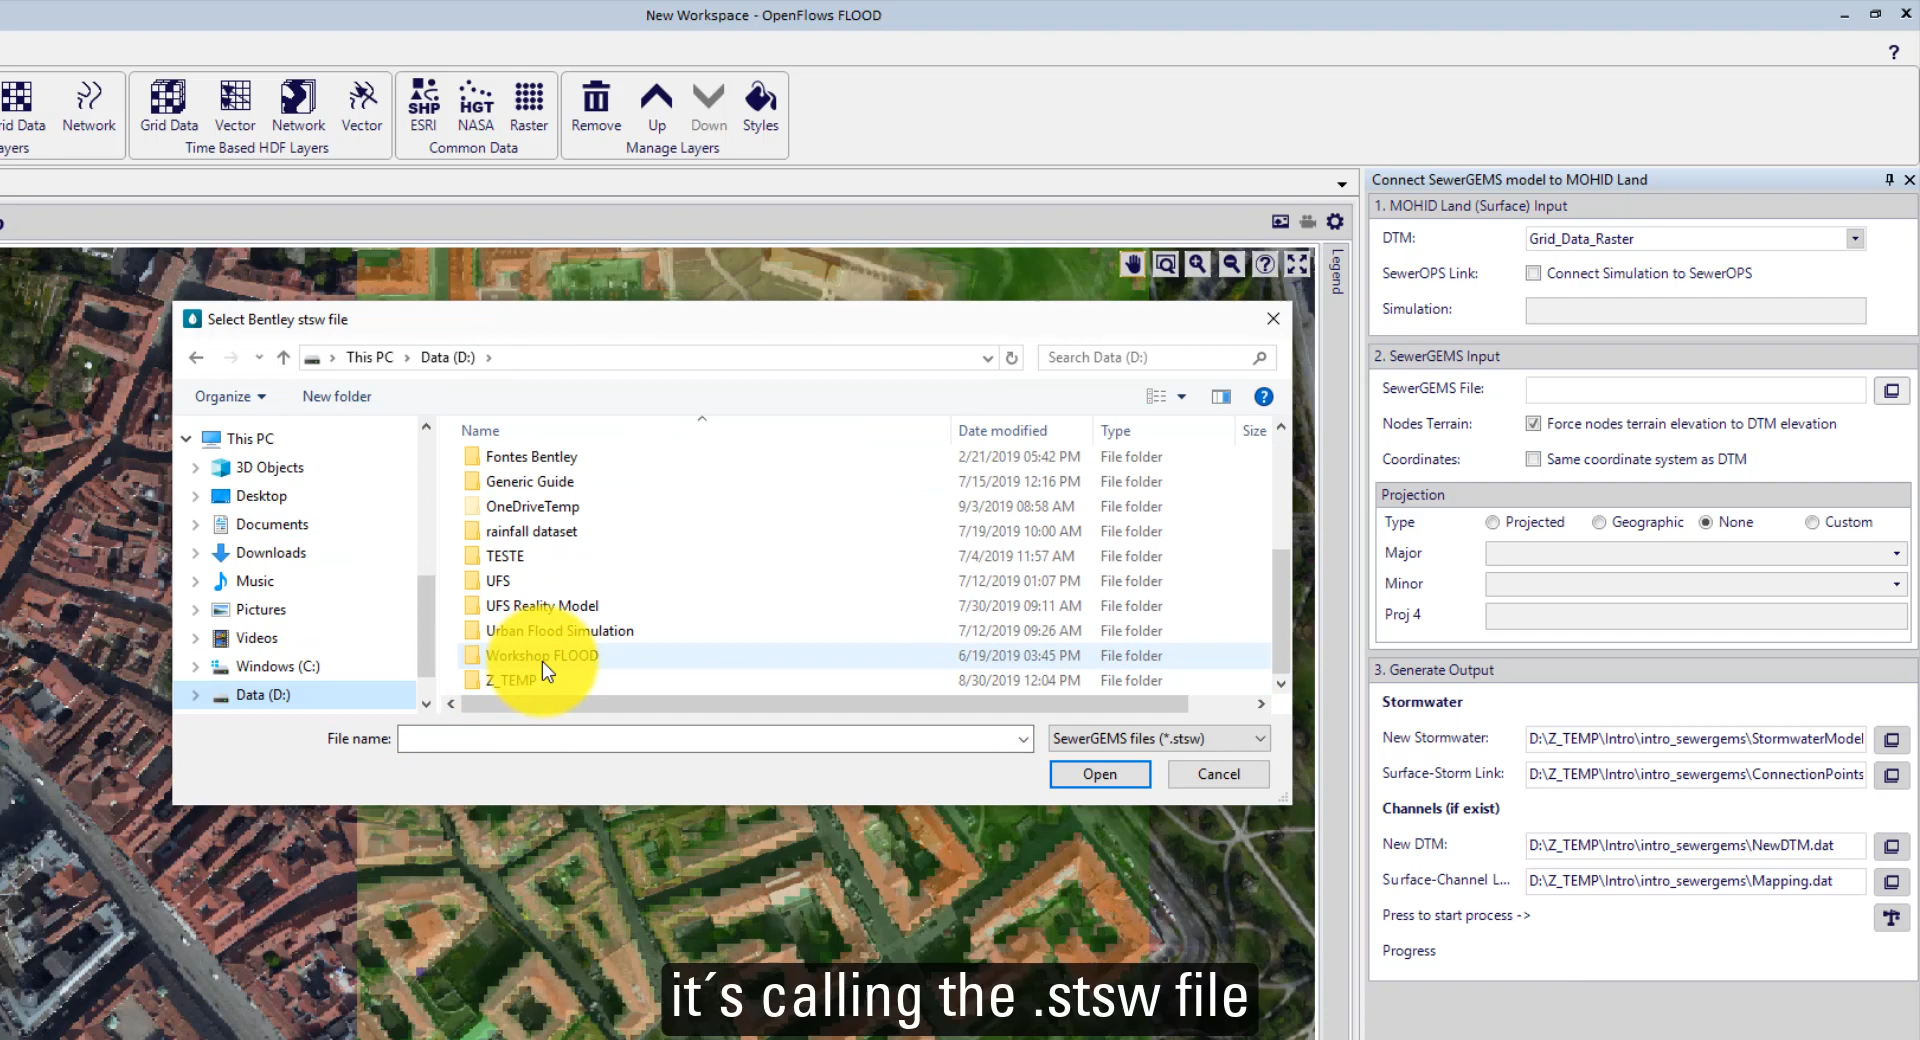 New Workspace - OpenFlows FLOOD
?
id Data
Network
ayers
Grid Data
Vector
Network
Vector
Time Based HDF Layers
SHP
ESRI
HGT
NASA
Raster
Common Data
Remove
Up
Down
Styles
Manage Layers
Legend
Select Bentley stsw file
This PC > Data (D:) >
Search Data (D:)
Organize
New folder
This PC
3D Objects
Desktop
Documents
Downloads
Music
Pictures
Videos
Windows (C:)
Data (D:)
Name Date modified Type Size
Fontes Bentley 2/21/2019 05:42 PM File folder
Generic Guide 7/15/2019 12:16 PM File folder
OneDriveTemp 9/3/2019 08:58 AM File folder
rainfall dataset 7/19/2019 10:00 AM File folder
TESTE 7/4/2019 11:57 AM File folder
UFS 7/12/2019 01:07 PM File folder
UFS Reality Model 7/30/2019 09:11 AM File folder
Urban Flood Simulation 7/12/2019 09:26 AM File folder
Workshop FLOOD 6/19/2019 03:45 PM File folder
Z_TEMP 8/30/2019 12:04 PM File folder
File name:
SewerGEMS files (*.stsw)
Open
Cancel
Connect SewerGEMS model to MOHID Land
1. MOHID Land (Surface) Input
DTM: Grid_Data_Raster
SewerOPS Link: Connect Simulation to SewerOPS
Simulation:
2. SewerGEMS Input
SewerGEMS File:
Nodes Terrain: Force nodes terrain elevation to DTM elevation
Coordinates: Same coordinate system as DTM
Projection
Type Projected Geographic None Custom
Major
Minor
Proj 4
3. Generate Output
Stormwater
New Stormwater: D:\Z_TEMP\Intro\intro_sewergems\StormwaterModel
Surface-Storm Link: D:\Z_TEMP\Intro\intro_sewergems\ConnectionPoints
Channels (if exist)
New DTM: D:\Z_TEMP\Intro\intro_sewergems\NewDTM.dat
Surface-Channel L... D:\Z_TEMP\Intro\intro_sewergems\Mapping.dat
Press to start process ->
Progress
it´s calling the .stsw file